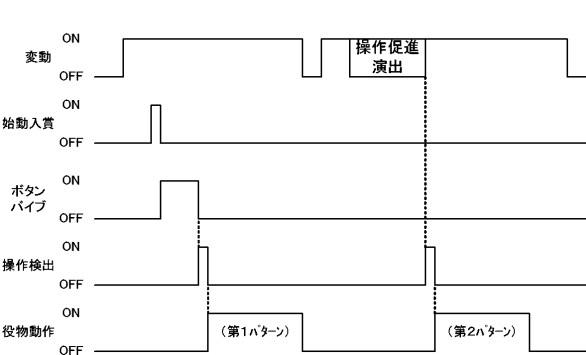 ON
変動
OFF
操作促進
演出
ON
始動入賞
OFF
ON
ボタン
バイブ
OFF
ON
操作検出
OFF
ON
役物動作
OFF
（第1パターン）
（第2パターン）